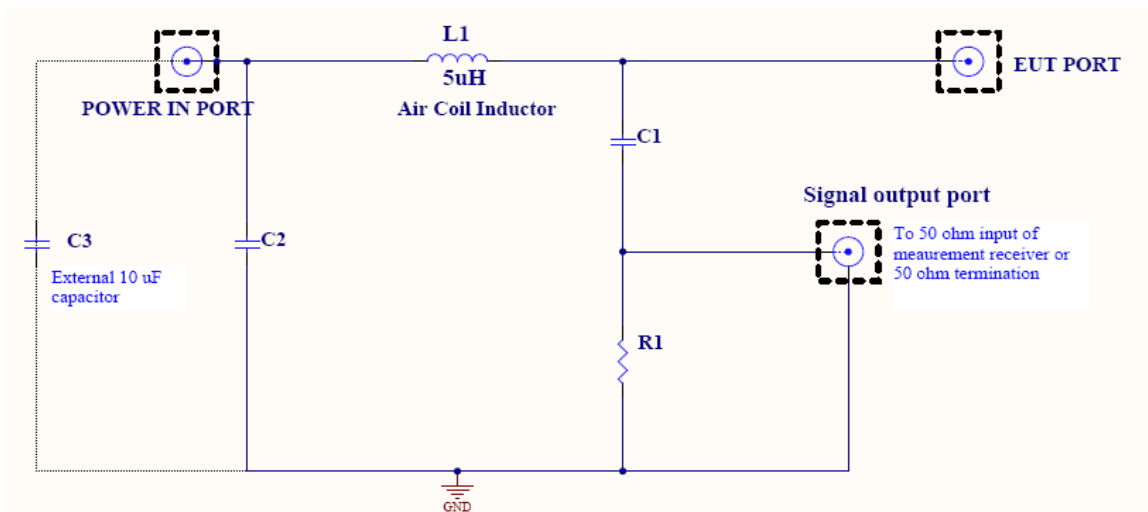 L1
5uH
Air Coil Inductor
POWER IN PORT
EUT PORT
C1
Signal output port
To 50 ohm input of
meaurement receiver or
50 ohm termination
C3
External 10 uF
capacitor
C2
R1
GND